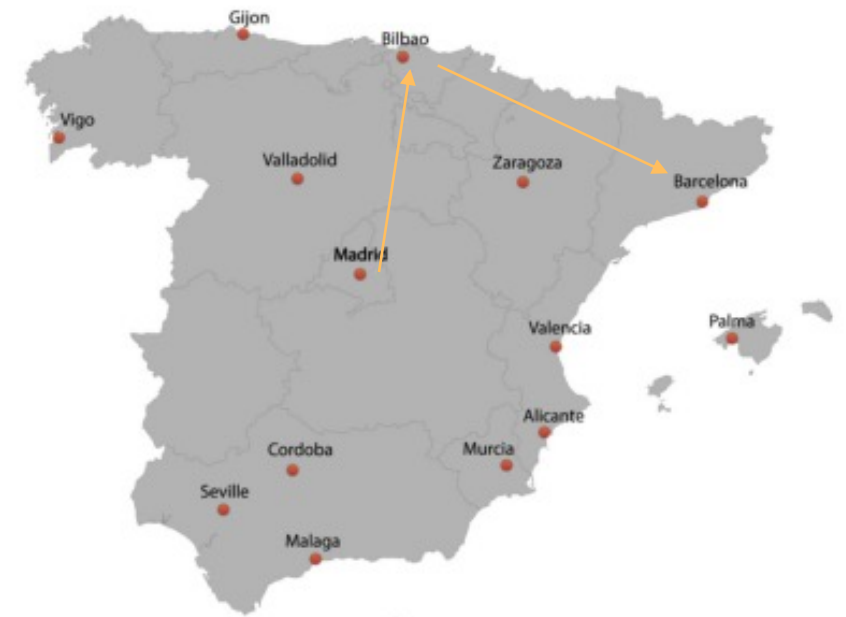 Gijon
Bilbao
Vigo
Valladolid
Zaragoza
Barcelona
Madrid
Palma
Valencia
Alicante
Cordoba
Murcia
Seville
Malaga